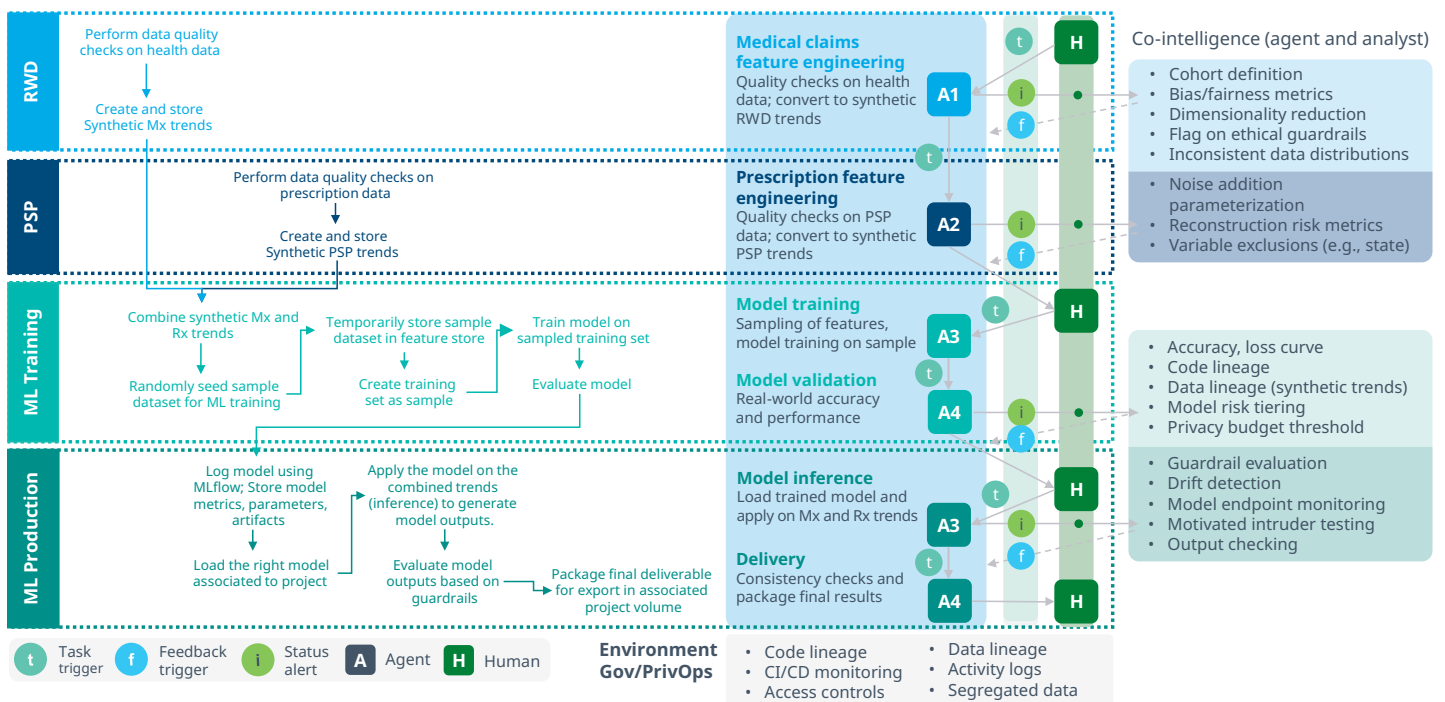 RWD
Perform data quality
checks on health data
Create and store
Synthetic Mx trends
Medical claims
feature engineering
Quality checks on health
data; convert to synthetic
RWD trends
A1
t
H
i
f
t
PSP
Perform data quality checks on
prescription data
Create and store
Synthetic PSP trends
Prescription feature
engineering
Quality checks on PSP
data; convert to synthetic
PSP trends
A2
i
f
ML Training
Combine synthetic Mx and
Rx trends
Randomly seed sample
dataset for ML training
Temporarily store sample
dataset in feature store
Create training
set as sample
Train model on
sampled training set
Evaluate model
Model training
Sampling of features,
model training on sample
A3
t
H
t
Model validation
Real-world accuracy
and performance
A4
i
f
ML Production
Log model using
MLflow; Store model
metrics, parameters,
artifacts
Load the right model
associated to project
Apply the model on the
combined trends
(inference) to generate
model outputs.
Evaluate model
outputs based on
guardrails
Package final deliverable
for export in associated
project volume
Model inference
Load trained model and
apply on Mx and Rx trends
A3
t
H
i
f
t
Delivery
Consistency checks and
package final results
A4
H
Co-intelligence (agent and analyst)
• Cohort definition
• Bias/fairness metrics
• Dimensionality reduction
• Flag on ethical guardrails
• Inconsistent data distributions
• Noise addition
parameterization
• Reconstruction risk metrics
• Variable exclusions (e.g., state)
• Accuracy, loss curve
• Code lineage
• Data lineage (synthetic trends)
• Model risk tiering
• Privacy budget threshold
• Guardrail evaluation
• Drift detection
• Model endpoint monitoring
• Motivated intruder testing
• Output checking
t
Task
trigger
f
Feedback
trigger
i
Status
alert
A
Agent
H
Human
Environment
Gov/PrivOps
• Code lineage
• CI/CD monitoring
• Access controls
• Data lineage
• Activity logs
• Segregated data